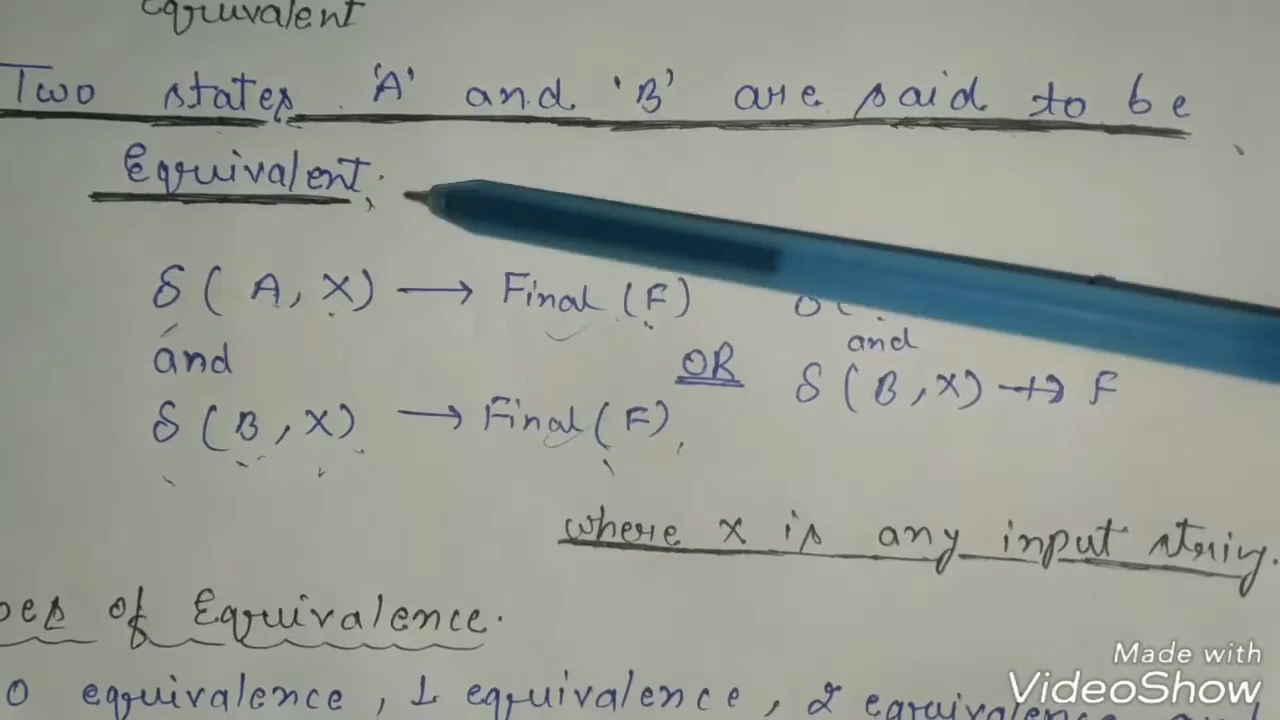 Equivalent
Two states 'A' and 'B' are said to be
Equivalent;
δ ( A, X) → Final (F)
and
δ ( B, X) → Final (F),
OR
and
δ ( B, X) ↛ F
where X is any input string.
of Equivalence.
0 equivalence, 1 equivalence, 2
Made with
VideoShow